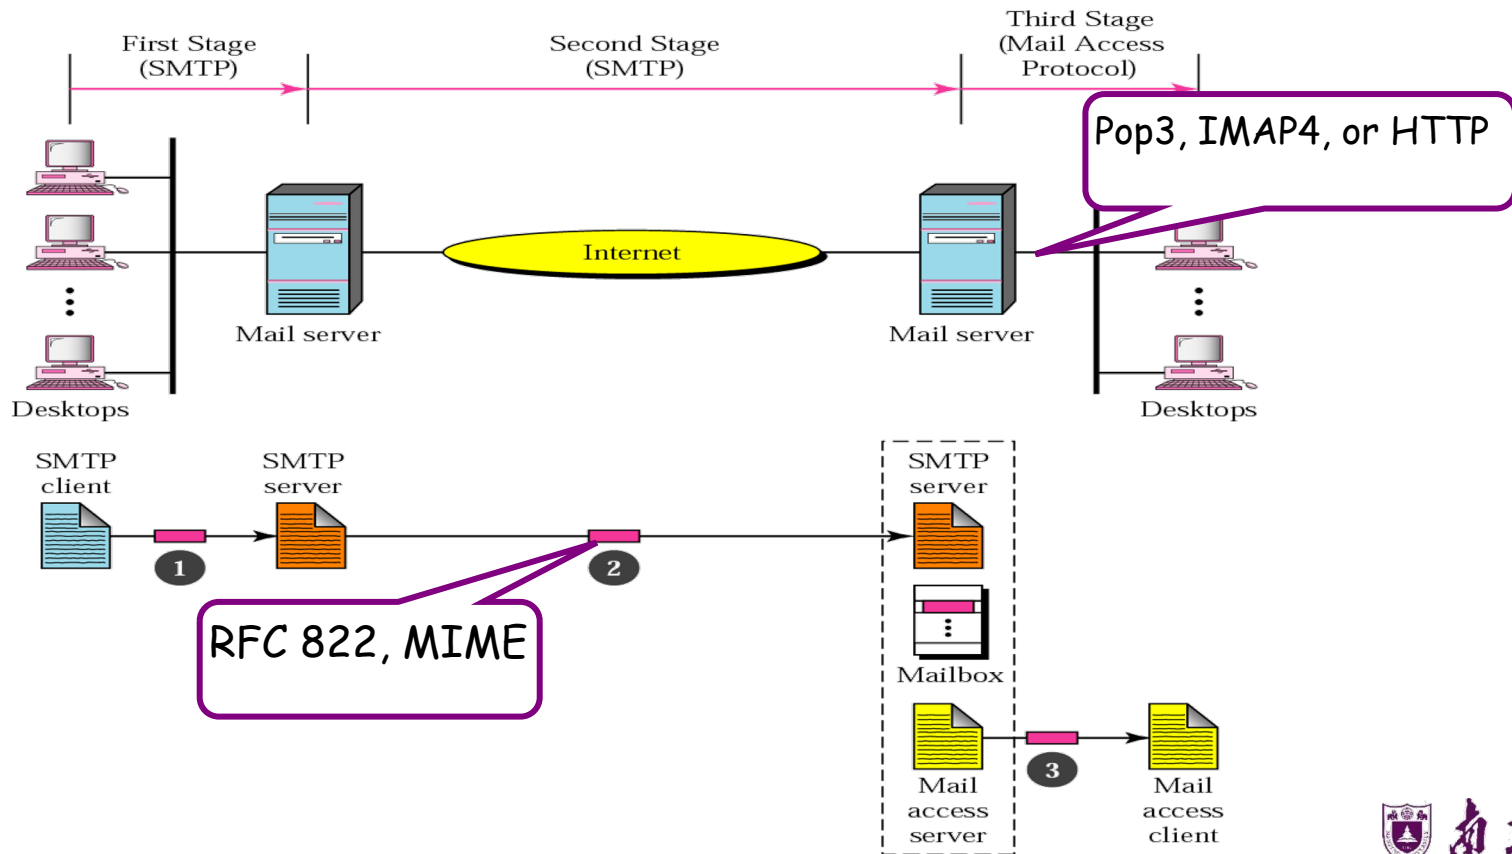 First Stage
(SMTP)
Second Stage
(SMTP)
Third Stage
(Mail Access
Protocol)
Pop3, IMAP4, or HTTP
Internet
Mail server
Mail server
Desktops
Desktops
SMTP
client
SMTP
server
SMTP
server
1
2
RFC 822, MIME
Mailbox
3
Mail
access
server
Mail
access
client
南